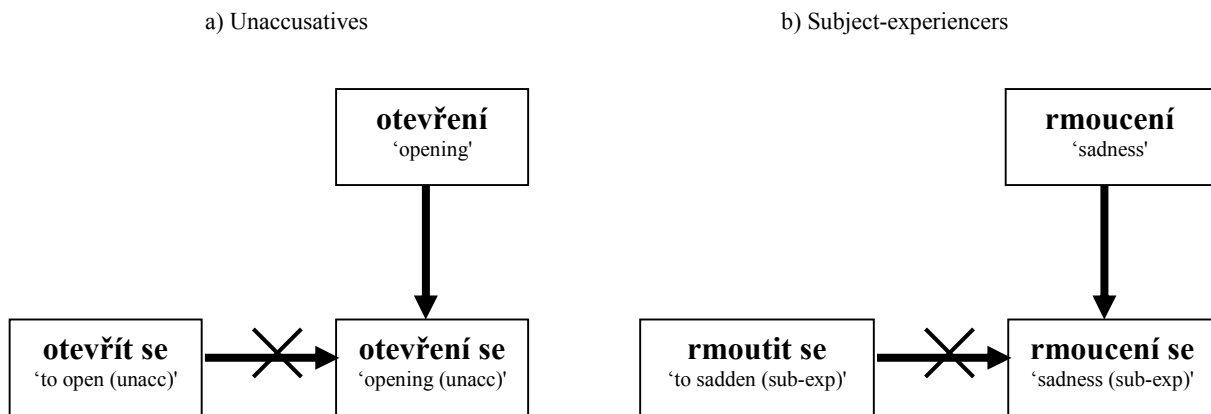 a) Unaccusatives
b) Subject-experiencers
otevření
‘opening'
rmoucení
‘sadness'
otevřít se
‘to open (unacc)'
otevření se
‘opening (unacc)'
rmoutit se
‘to sadden (sub-exp)'
rmoucení se
‘sadness (sub-exp)'